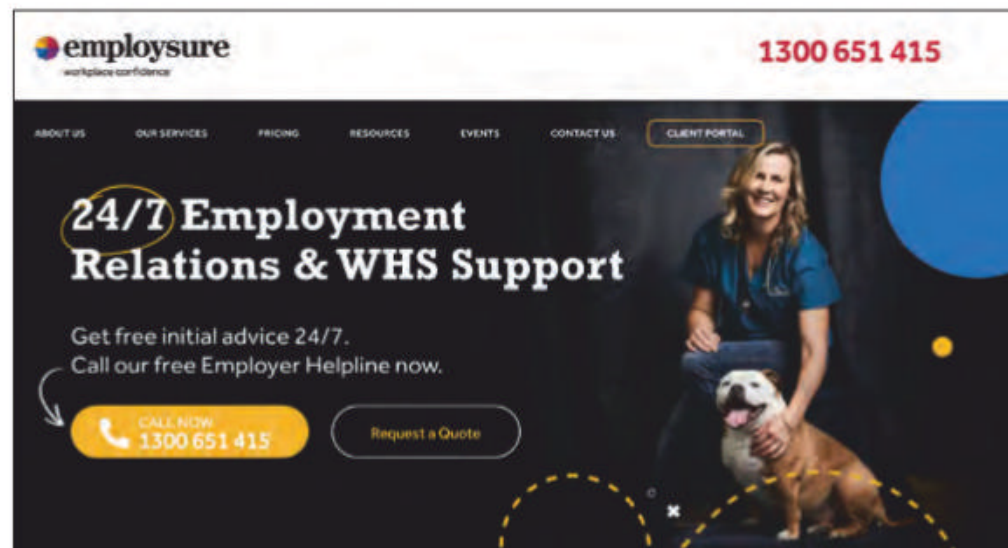 employsure
workplace confidence
1300 651 415
ABOUT US OUR SERVICES PRICING RESOURCES EVENTS CONTACT US CLIENT PORTAL
24/7 Employment
Relations & WHS Support
Get free initial advice 24/7.
Call our free Employer Helpline now.
CALL NOW
1300 651 415
Request a Quote